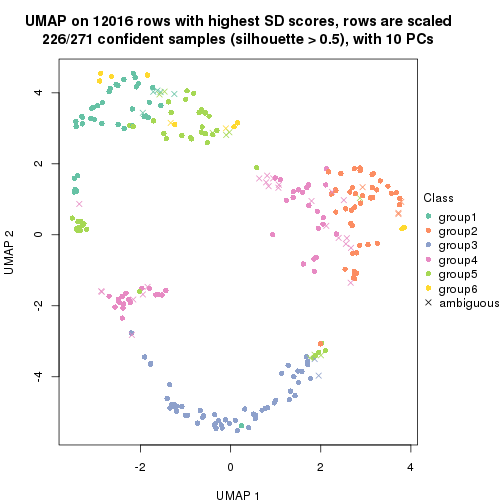 UMAP on 12016 rows with highest SD scores, rows are scaled
226/271 confident samples (silhouette > 0.5), with 10 PCs
4
2
0
-2
-4
UMAP 2
-2
0
2
4
UMAP 1
Class
group1
group2
group3
group4
group5
group6
ambiguous